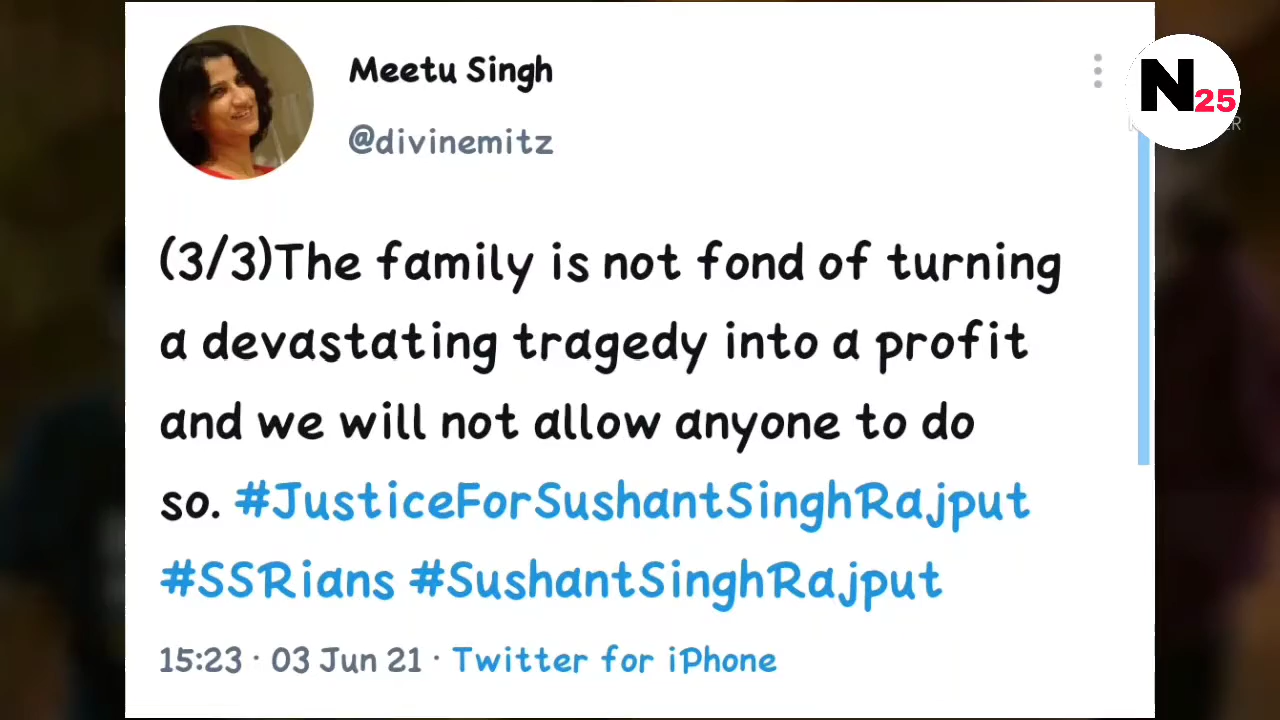 Meetu Singh
@divinemitz
N25
(3/3)The family is not fond of turning
a devastating tragedy into a profit
and we will not allow anyone to do
so. #JusticeForSushantSinghRajput
#SSRians #SushantSinghRajput
15:23 · 03 Jun 21 · Twitter for iPhone